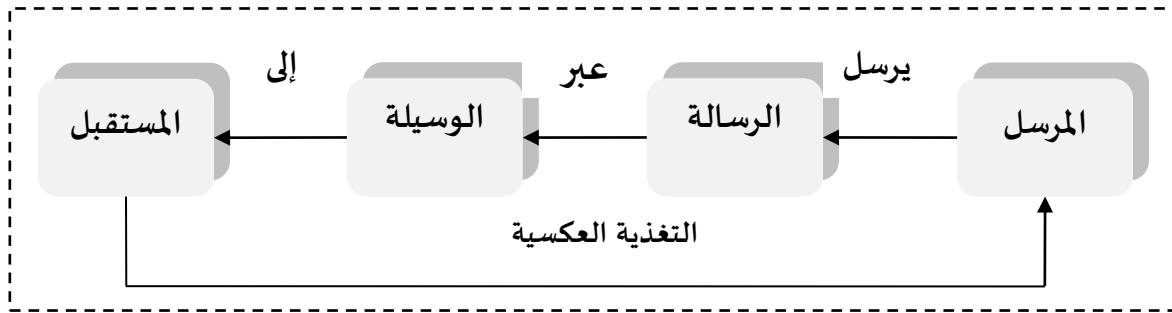 يرسل عبر إلى
المرسل الرسالة الوسيلة المستقبل
التغذية العكسية